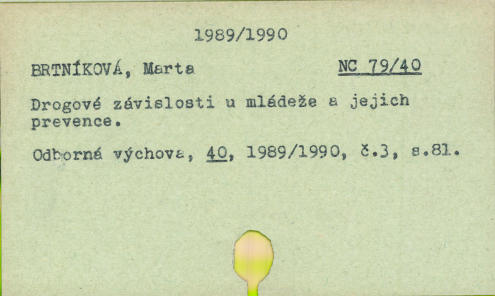 1989/1990
BRTNÍKOVÁ, Marta NC 79/40
Drogové závislosti u mládeže a jejich
prevence.
Odborná výchova, 40, 1989/1990, č.3, s.81.